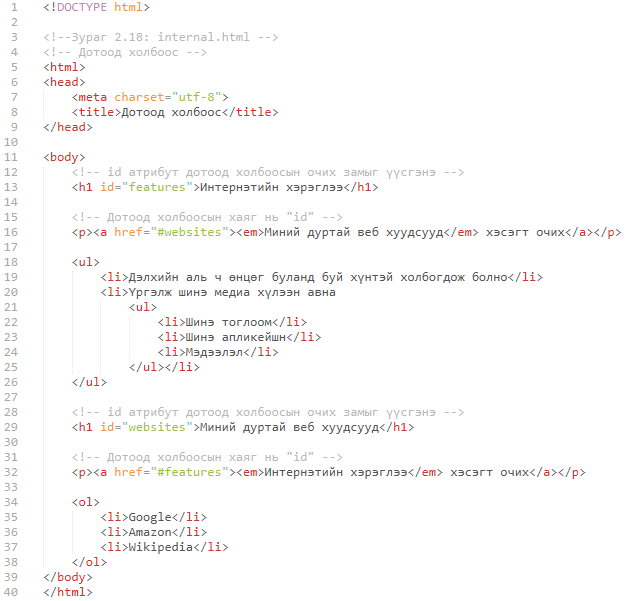 1 <!DOCTYPE html>
2
3 <!--Зураг 2.18: internal.html -->
4 <!-- Дотоод холбоос -->
5 <html>
6 <head>
7     <meta charset="utf-8">
8     <title>Дотоод холбоос</title>
9 </head>
10
11 <body>
12     <!-- id атрибут дотоод холбоосын очих замыг үүсгэнэ -->
13     <h1 id="features">Интернэтийн хэрэглээ</h1>
14
15     <!-- Дотоод холбоосын хаяг нь "id" -->
16     <p><a href="#websites"><em>Миний дуртай веб хуудсууд</em> хэсэгт очих</a></p>
17
18     <ul>
19         <li>Дэлхийн аль ч өнцөг буланд буй хүнтэй холбогдож болно</li>
20         <li>Үргэлж шинэ медиа хүлээн авна
21             <ul>
22                 <li>Шинэ тоглоом</li>
23                 <li>Шинэ апликейшн</li>
24                 <li>Мэдээлэл</li>
25             </ul></li>
26     </ul>
27
28     <!-- id атрибут дотоод холбоосын очих замыг үүсгэнэ -->
29     <h1 id="websites">Миний дуртай веб хуудсууд</h1>
30
31     <!-- Дотоод холбоосын хаяг нь "id" -->
32     <p><a href="#features"><em>Интернэтийн хэрэглээ</em> хэсэгт очих</a></p>
33
34     <ol>
35         <li>Google</li>
36         <li>Amazon</li>
37         <li>Wikipedia</li>
38     </ol>
39 </body>
40 </html>